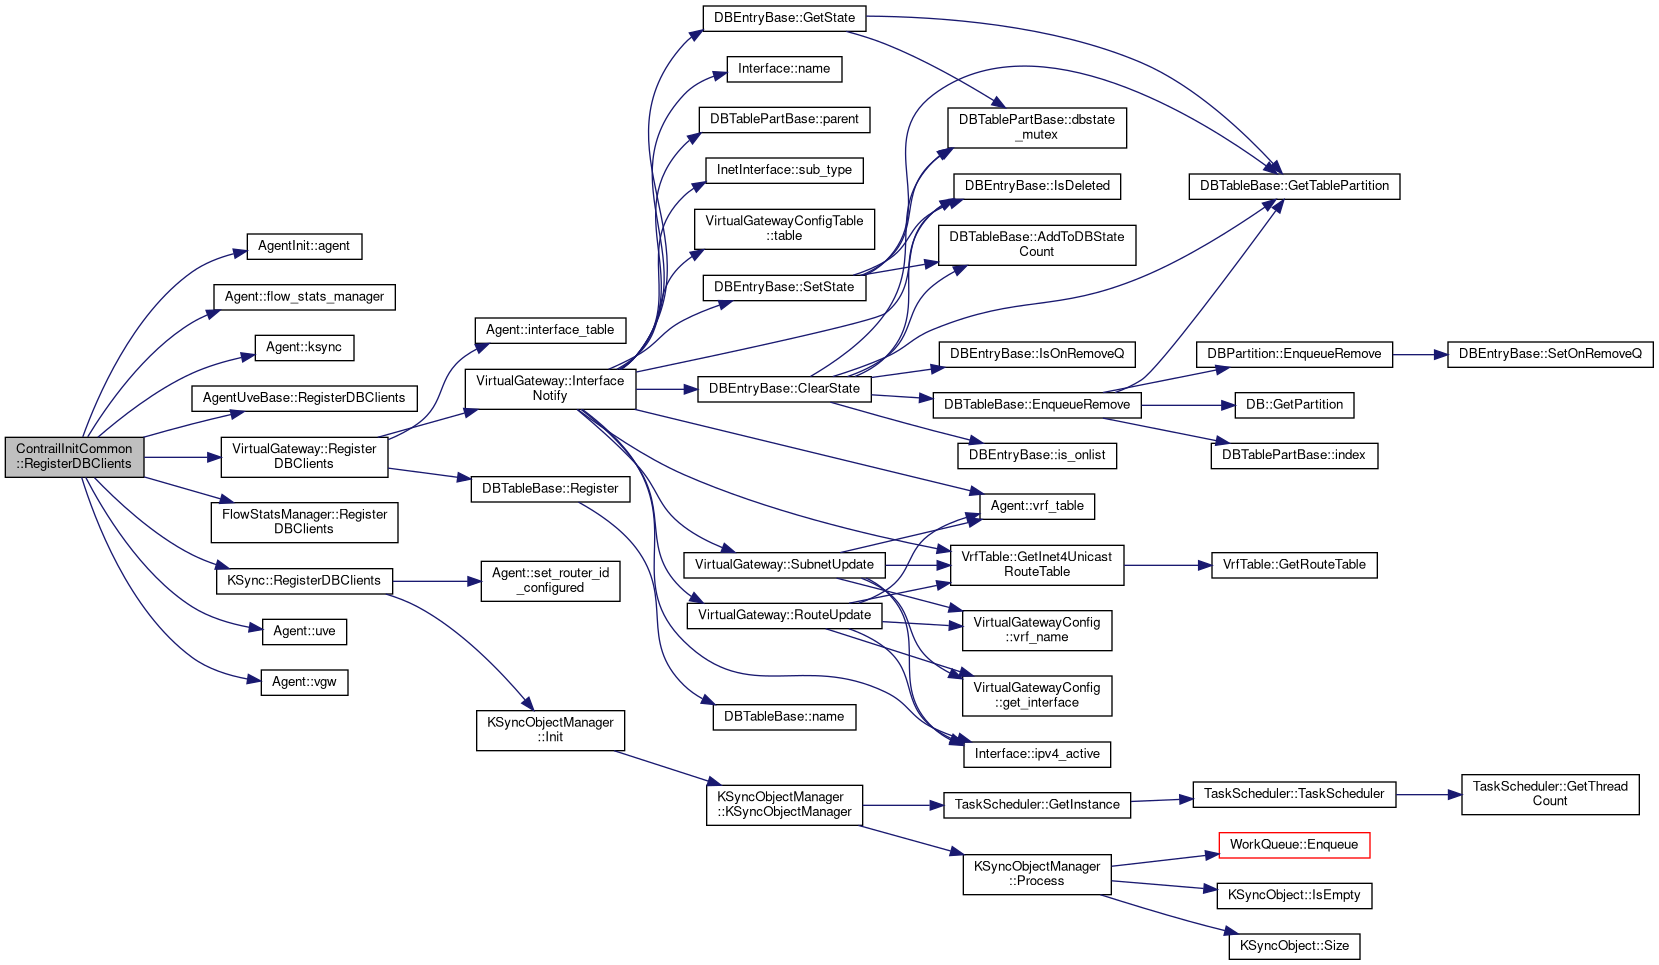 ContrailInitCommon
::RegisterDBClients
AgentInit::agent
Agent::flow_stats_manager
Agent::ksync
AgentUveBase::RegisterDBClients
VirtualGateway::Register
DBClients
FlowStatsManager::Register
DBClients
KSync::RegisterDBClients
Agent::uve
Agent::vgw
Agent::interface_table
VirtualGateway::Interface
Notify
DBTableBase::Register
Agent::set_router_id
_configured
KSyncObjectManager
::Init
DBEntryBase::GetState
Interface::name
DBTablePartBase::parent
InetInterface::sub_type
VirtualGatewayConfigTable
::table
DBEntryBase::SetState
DBEntryBase::ClearState
VirtualGateway::SubnetUpdate
VirtualGateway::RouteUpdate
DBTableBase::name
KSyncObjectManager
::KSyncObjectManager
DBTablePartBase::dbstate
_mutex
DBEntryBase::IsDeleted
DBTableBase::AddToDBState
Count
DBEntryBase::IsOnRemoveQ
DBTableBase::EnqueueRemove
DBEntryBase::is_onlist
Agent::vrf_table
VrfTable::GetInet4Unicast
RouteTable
VirtualGatewayConfig
::vrf_name
VirtualGatewayConfig
::get_interface
Interface::ipv4_active
TaskScheduler::GetInstance
KSyncObjectManager
::Process
DBTableBase::GetTablePartition
DBPartition::EnqueueRemove
DB::GetPartition
DBTablePartBase::index
VrfTable::GetRouteTable
TaskScheduler::TaskScheduler
WorkQueue::Enqueue
KSyncObject::IsEmpty
KSyncObject::Size
DBEntryBase::SetOnRemoveQ
TaskScheduler::GetThread
Count